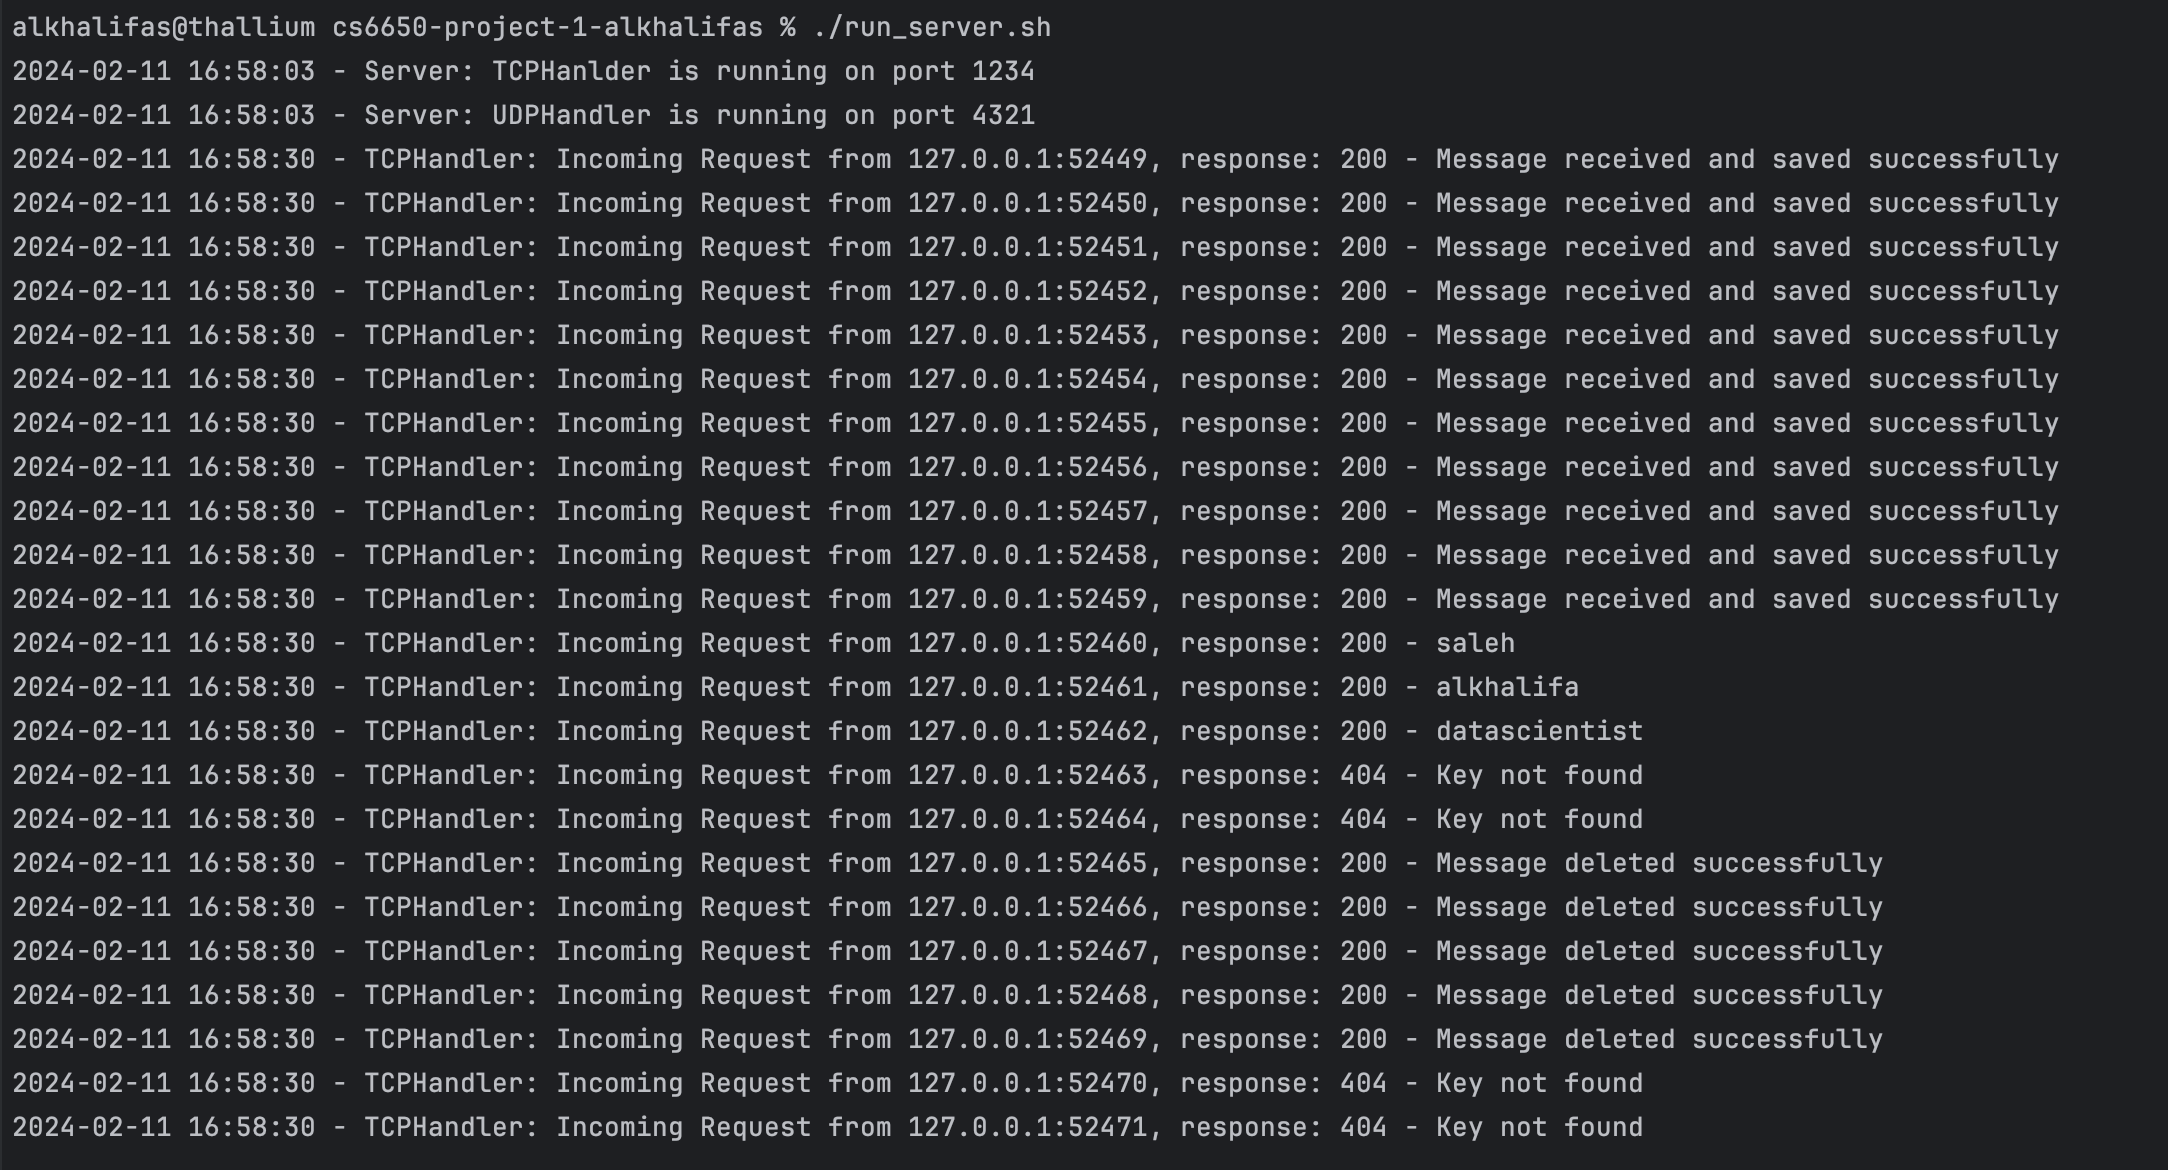 alkhalifas@thallium cs6650-project-1-alkhalifas % ./run_server.sh
2024-02-11 16:58:03 - Server: TCPHanlder is running on port 1234
2024-02-11 16:58:03 - Server: UDPHandler is running on port 4321
2024-02-11 16:58:30 - TCPHandler: Incoming Request from 127.0.0.1:52449, response: 200 - Message received and saved successfully
2024-02-11 16:58:30 - TCPHandler: Incoming Request from 127.0.0.1:52450, response: 200 - Message received and saved successfully
2024-02-11 16:58:30 - TCPHandler: Incoming Request from 127.0.0.1:52451, response: 200 - Message received and saved successfully
2024-02-11 16:58:30 - TCPHandler: Incoming Request from 127.0.0.1:52452, response: 200 - Message received and saved successfully
2024-02-11 16:58:30 - TCPHandler: Incoming Request from 127.0.0.1:52453, response: 200 - Message received and saved successfully
2024-02-11 16:58:30 - TCPHandler: Incoming Request from 127.0.0.1:52454, response: 200 - Message received and saved successfully
2024-02-11 16:58:30 - TCPHandler: Incoming Request from 127.0.0.1:52455, response: 200 - Message received and saved successfully
2024-02-11 16:58:30 - TCPHandler: Incoming Request from 127.0.0.1:52456, response: 200 - Message received and saved successfully
2024-02-11 16:58:30 - TCPHandler: Incoming Request from 127.0.0.1:52457, response: 200 - Message received and saved successfully
2024-02-11 16:58:30 - TCPHandler: Incoming Request from 127.0.0.1:52458, response: 200 - Message received and saved successfully
2024-02-11 16:58:30 - TCPHandler: Incoming Request from 127.0.0.1:52459, response: 200 - Message received and saved successfully
2024-02-11 16:58:30 - TCPHandler: Incoming Request from 127.0.0.1:52460, response: 200 - saleh
2024-02-11 16:58:30 - TCPHandler: Incoming Request from 127.0.0.1:52461, response: 200 - alkhalifa
2024-02-11 16:58:30 - TCPHandler: Incoming Request from 127.0.0.1:52462, response: 200 - datascientist
2024-02-11 16:58:30 - TCPHandler: Incoming Request from 127.0.0.1:52463, response: 404 - Key not found
2024-02-11 16:58:30 - TCPHandler: Incoming Request from 127.0.0.1:52464, response: 404 - Key not found
2024-02-11 16:58:30 - TCPHandler: Incoming Request from 127.0.0.1:52465, response: 200 - Message deleted successfully
2024-02-11 16:58:30 - TCPHandler: Incoming Request from 127.0.0.1:52466, response: 200 - Message deleted successfully
2024-02-11 16:58:30 - TCPHandler: Incoming Request from 127.0.0.1:52467, response: 200 - Message deleted successfully
2024-02-11 16:58:30 - TCPHandler: Incoming Request from 127.0.0.1:52468, response: 200 - Message deleted successfully
2024-02-11 16:58:30 - TCPHandler: Incoming Request from 127.0.0.1:52469, response: 200 - Message deleted successfully
2024-02-11 16:58:30 - TCPHandler: Incoming Request from 127.0.0.1:52470, response: 404 - Key not found
2024-02-11 16:58:30 - TCPHandler: Incoming Request from 127.0.0.1:52471, response: 404 - Key not found